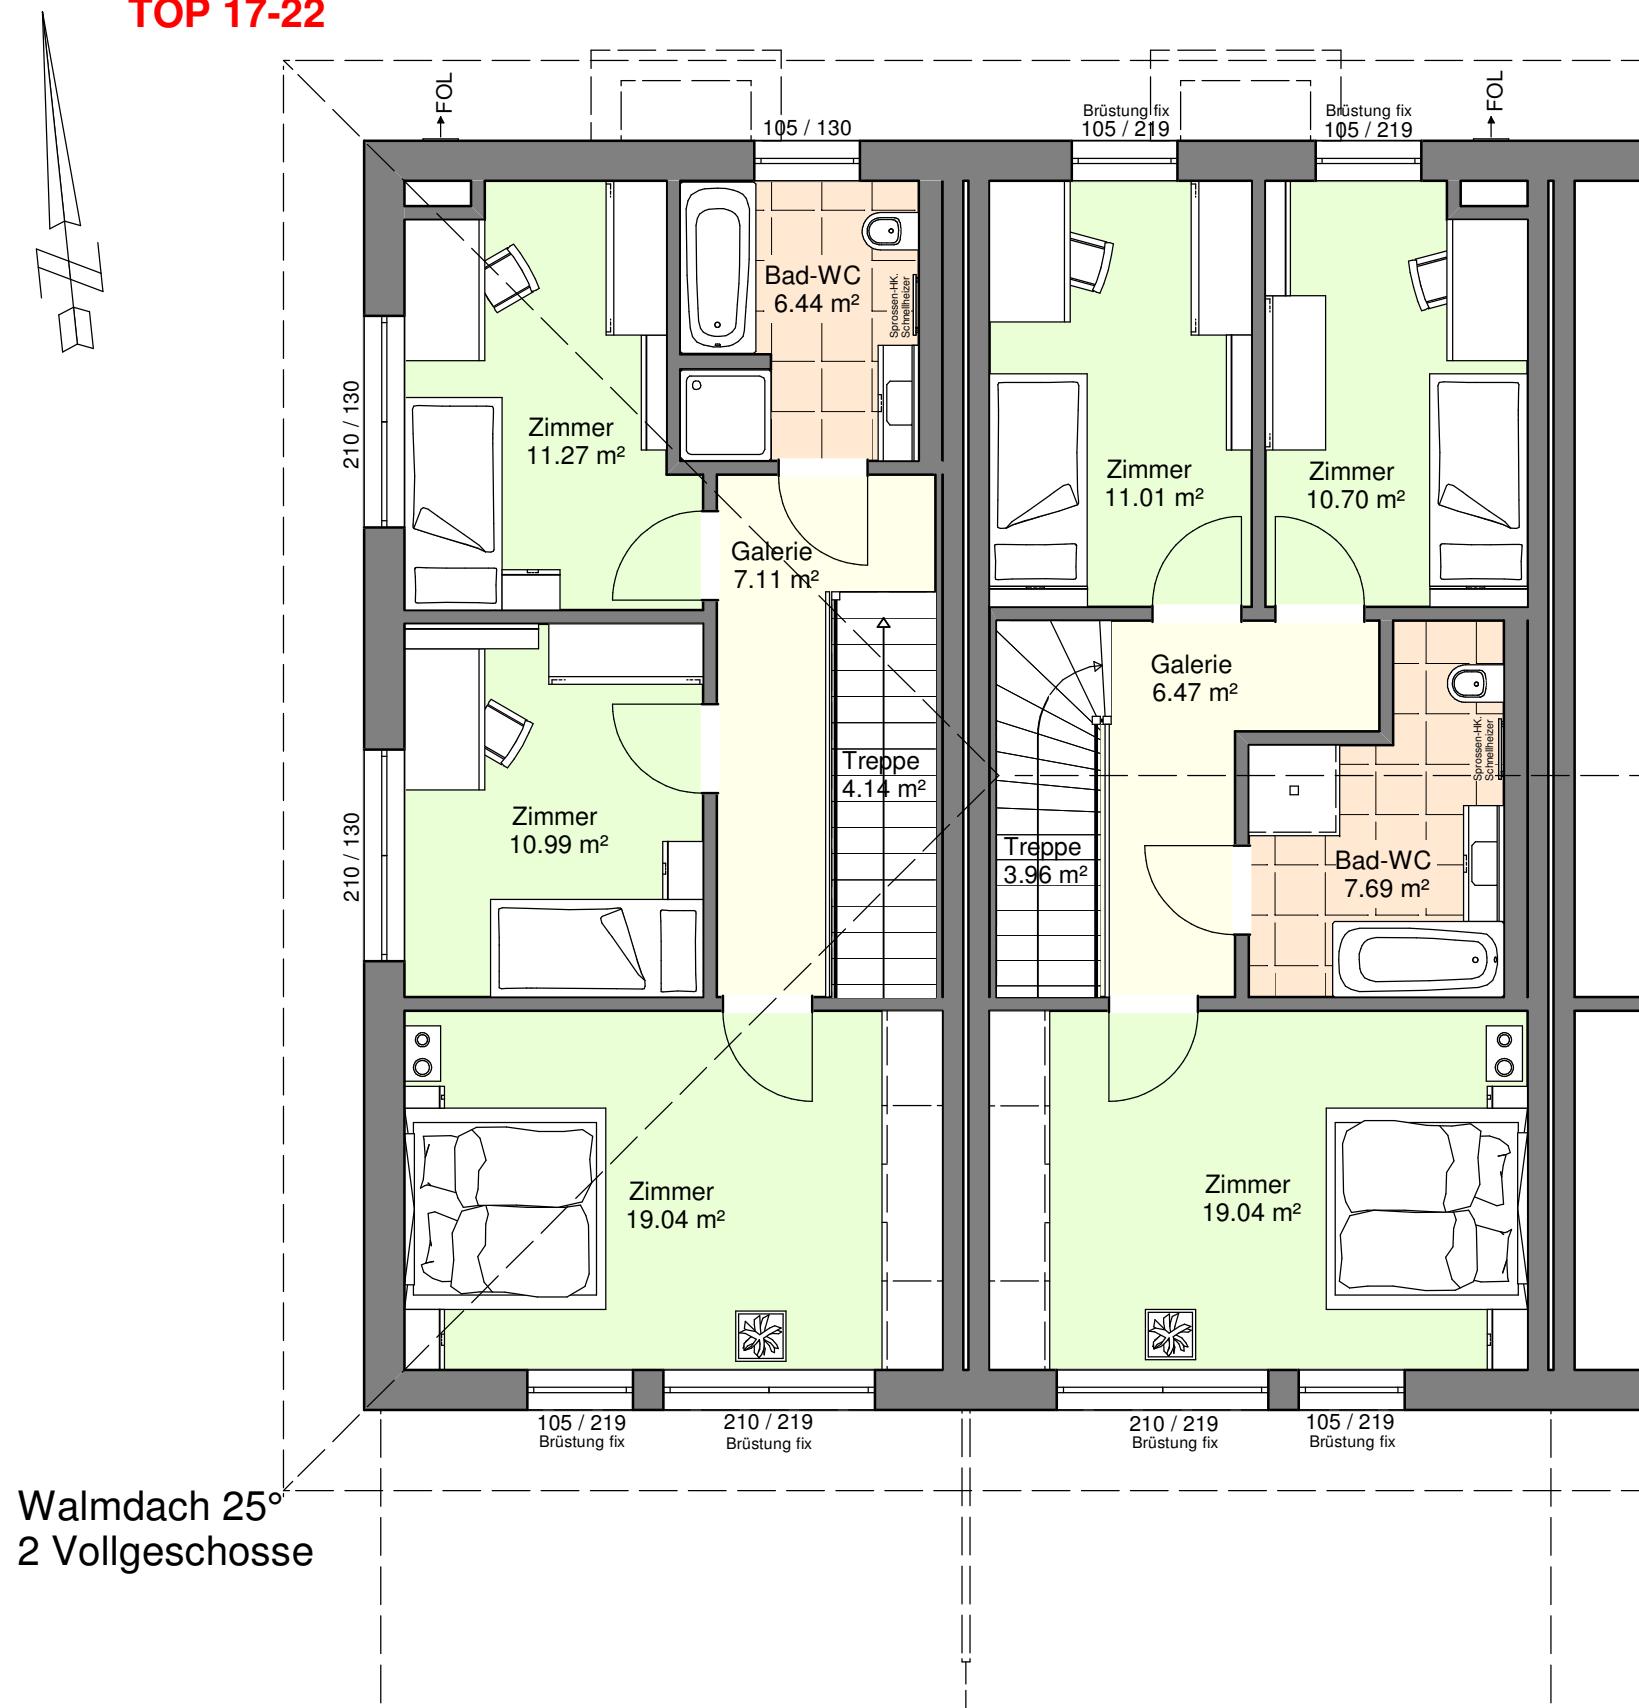 TOP 17-22
FOL
FOL
105 / 130
Brüstung fix
105 / 219
Brüstung fix
105 / 219
Bad-WC
6.44 m²
Sprossen-HK.
Schnellheizer
210 / 130
Zimmer
11.27 m²
Zimmer
11.01 m²
Zimmer
10.70 m²
Galerie
7.11 m²
Galerie
6.47 m²
Sprossen-HK.
Schnellheizer
Treppe
4.14 m²
210 / 130
Zimmer
10.99 m²
Treppe
3.96 m²
Bad-WC
7.69 m²
Zimmer
19.04 m²
Zimmer
19.04 m²
105 / 219
Brüstung fix
210 / 219
Brüstung fix
210 / 219
Brüstung fix
105 / 219
Brüstung fix
Walmdach 25°
2 Vollgeschosse